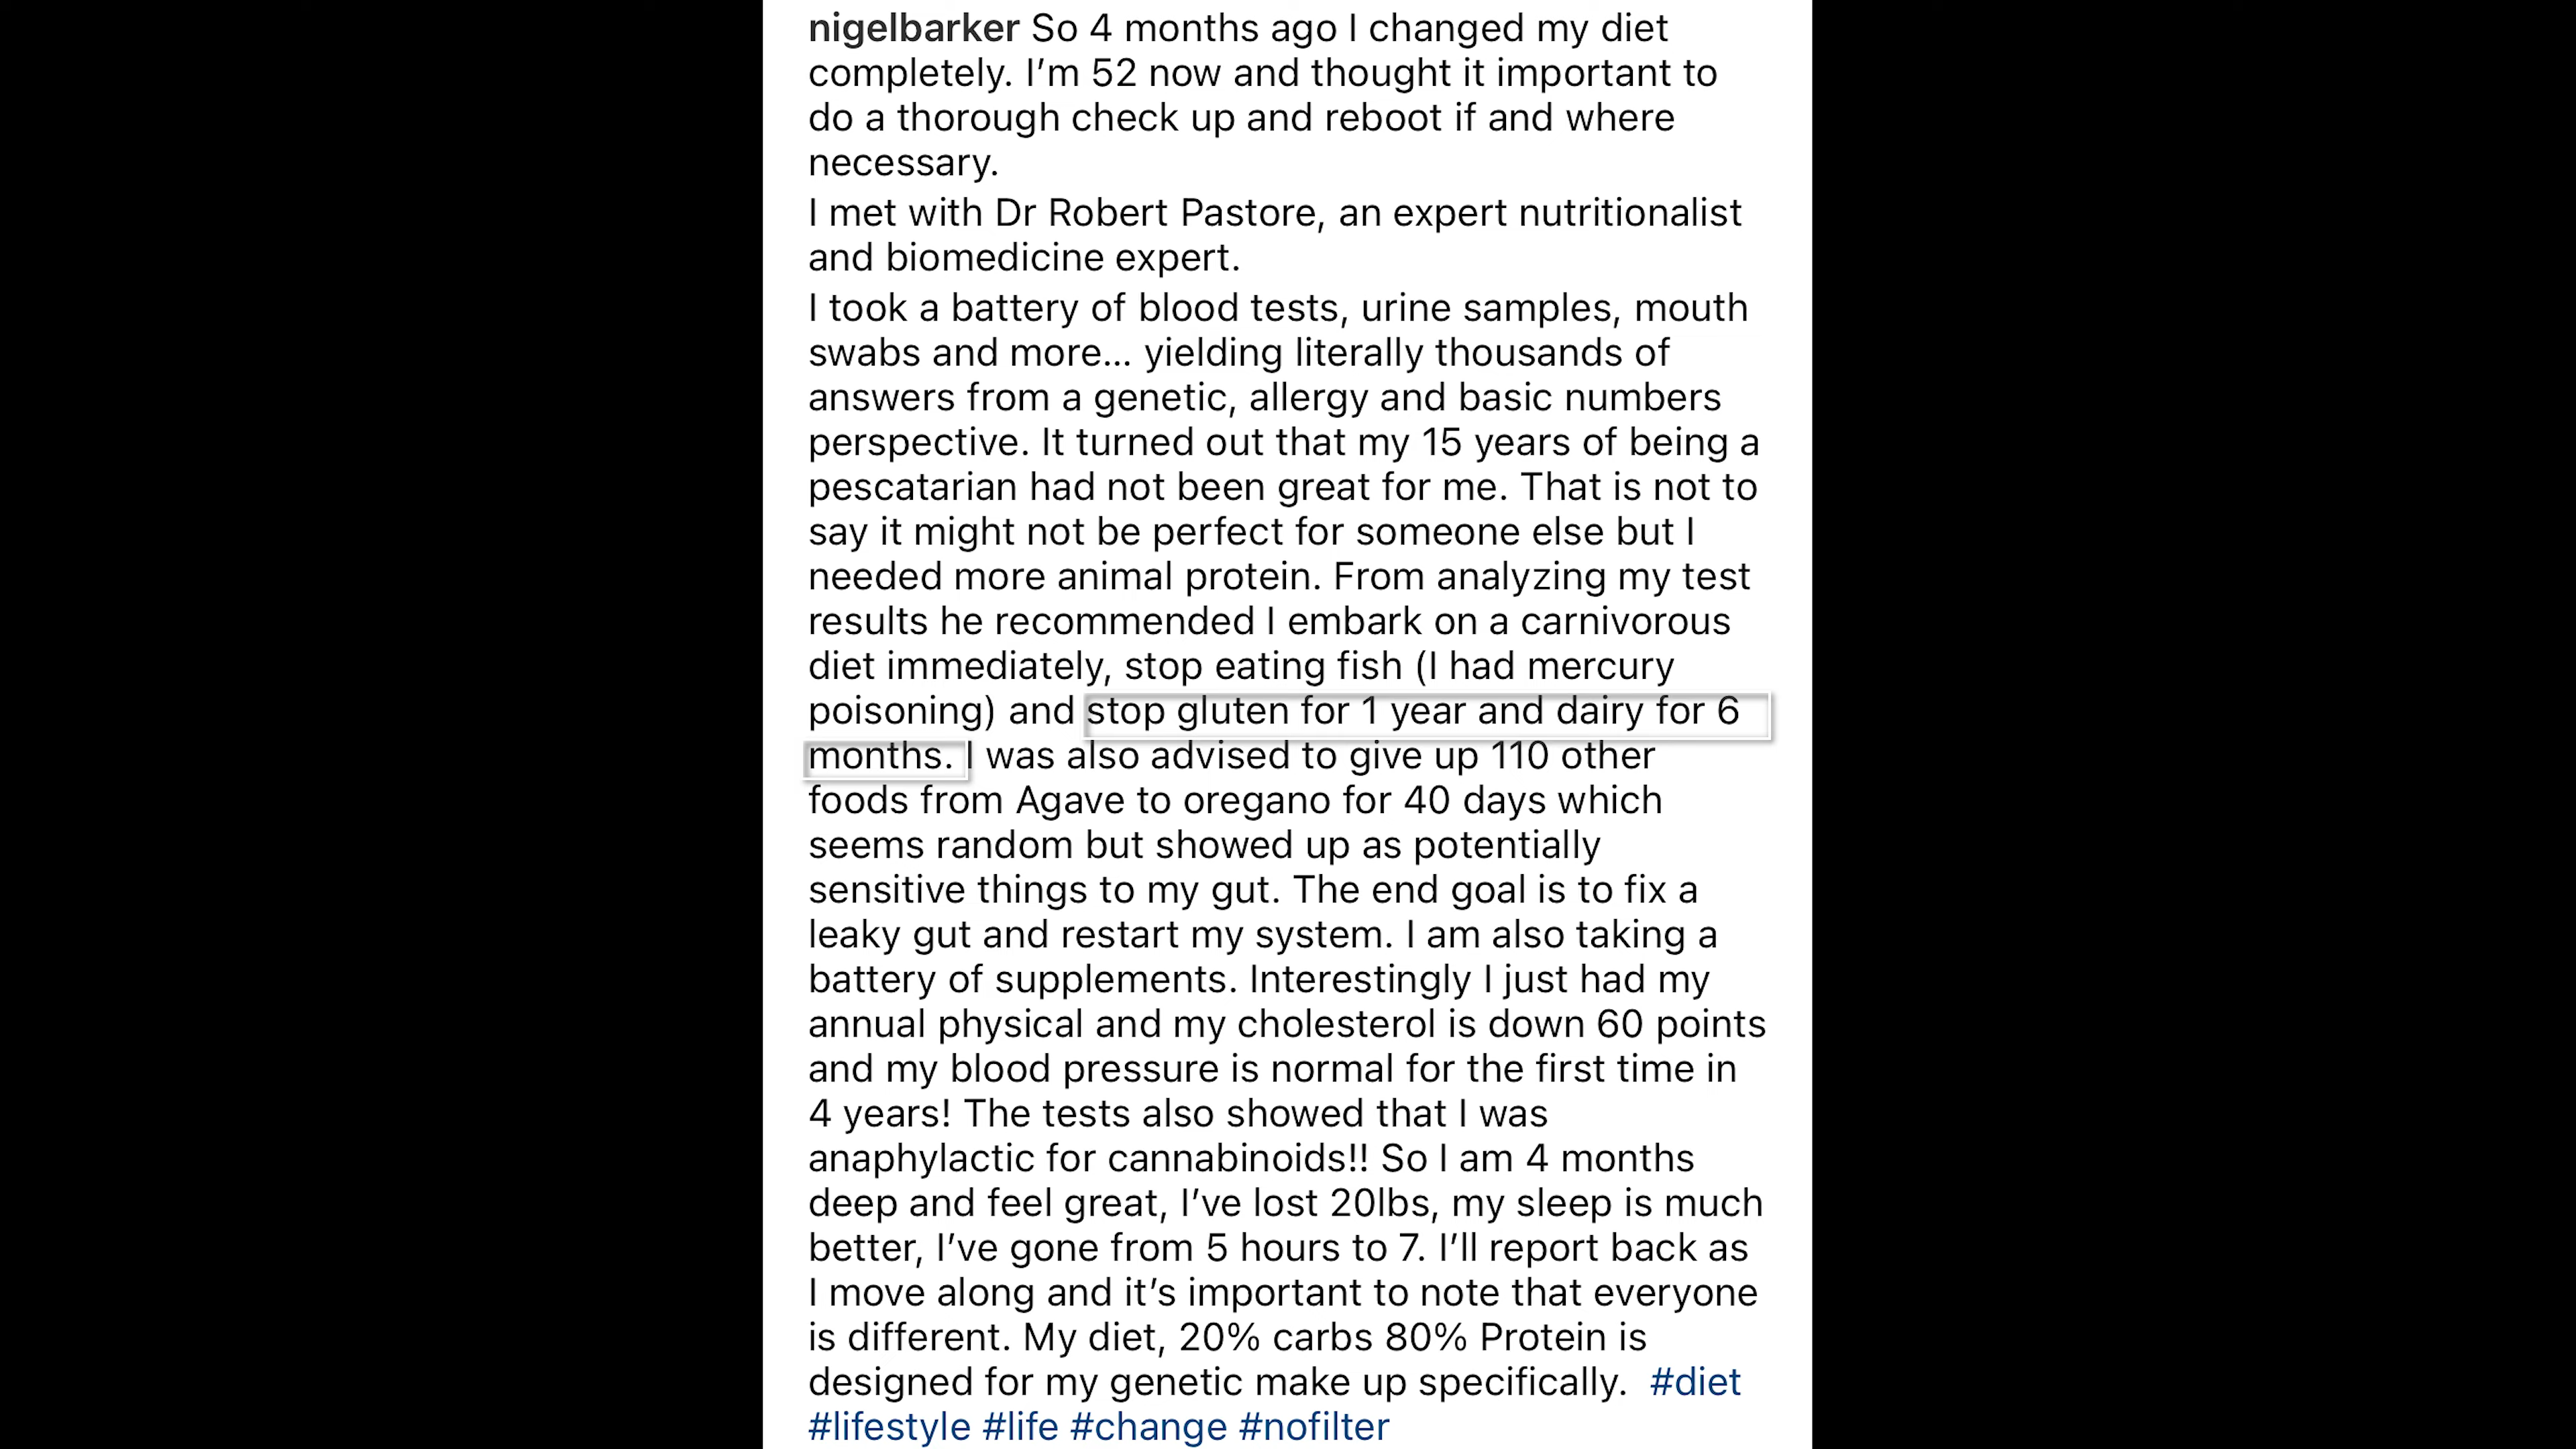 nigelbarker So 4 months ago I changed my diet
completely. I’m 52 now and thought it important to
do a thorough check up and reboot if and where
necessary.
I met with Dr Robert Pastore, an expert nutritionalist
and biomedicine expert.
I took a battery of blood tests, urine samples, mouth
swabs and more... yielding literally thousands of
answers from a genetic, allergy and basic numbers
perspective. It turned out that my 15 years of being a
pescatarian had not been great for me. That is not to
say it might not be perfect for someone else but I
needed more animal protein. From analyzing my test
results he recommended I embark on a carnivorous
diet immediately, stop eating fish (I had mercury
poisoning) and stop gluten for 1 year and dairy for 6
months. I was also advised to give up 110 other
foods from Agave to oregano for 40 days which
seems random but showed up as potentially
sensitive things to my gut. The end goal is to fix a
leaky gut and restart my system. I am also taking a
battery of supplements. Interestingly I just had my
annual physical and my cholesterol is down 60 points
and my blood pressure is normal for the first time in
4 years! The tests also showed that I was
anaphylactic for cannabinoids!! So I am 4 months
deep and feel great, I’ve lost 20lbs, my sleep is much
better, I’ve gone from 5 hours to 7. I’ll report back as
I move along and it’s important to note that everyone
is different. My diet, 20% carbs 80% Protein is
designed for my genetic make up specifically. #diet
#lifestyle #life #change #nofilter